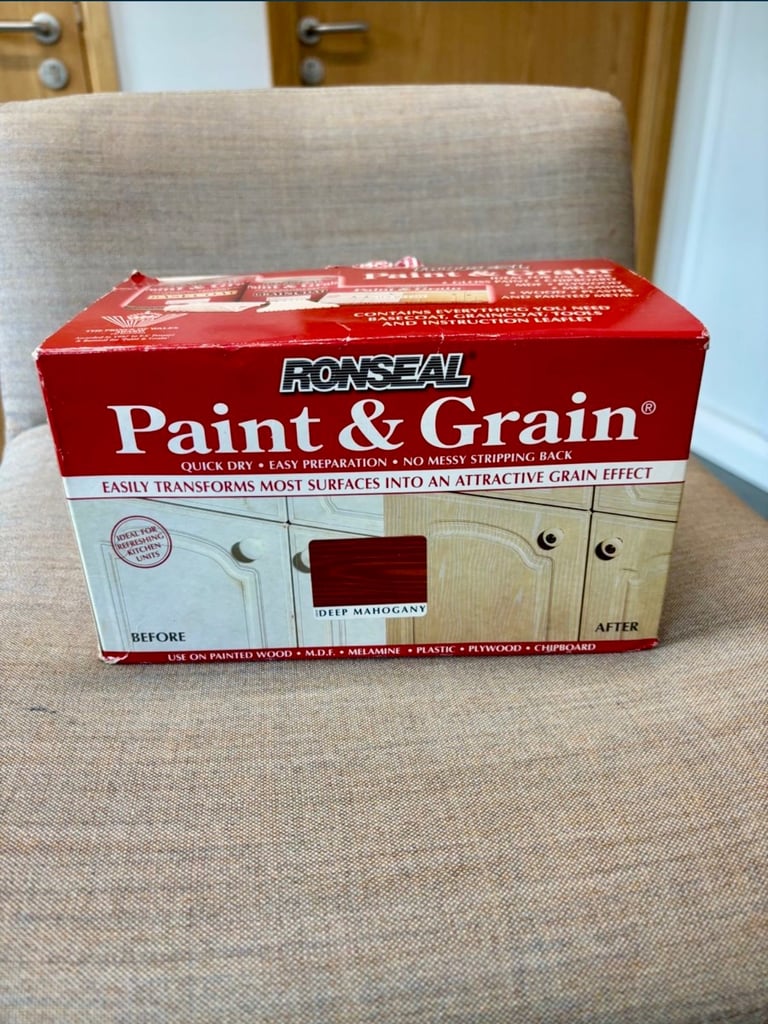 Paint & Grain
CONTAINS EVERYTHING YOU NEED
BASECOAT, GRAINCOAT, TOOLS
AND INSTRUCTION LEAFLET
RONSEAL
Paint & Grain®
QUICK DRY • EASY PREPARATION • NO MESSY STRIPPING BACK
EASILY TRANSFORMS MOST SURFACES INTO AN ATTRACTIVE GRAIN EFFECT
IDEAL FOR
REFRESHING
KITCHEN
UNITS
DEEP MAHOGANY
BEFORE
AFTER
USE ON PAINTED WOOD • M.D.F. • MELAMINE • PLASTIC • PLYWOOD • CHIPBOARD